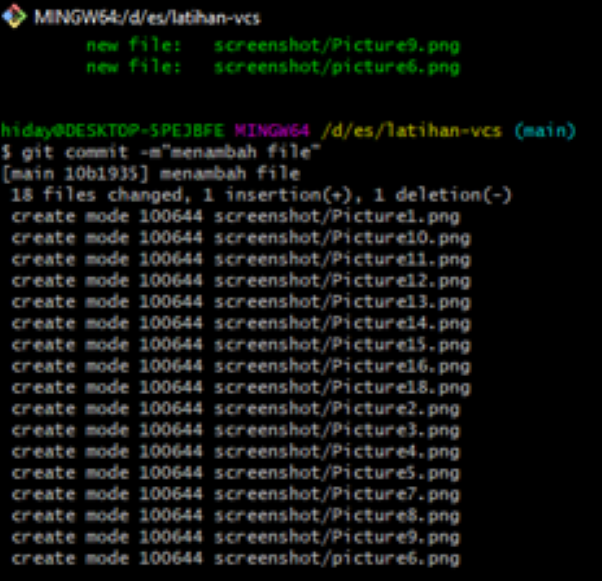 MINGW64:/d/es/latihan-vcs
new file:   screenshot/Picture9.png
new file:   screenshot/picture6.png
hiday@DESKTOP-5PEJBFE MINGW64 /d/es/latihan-vcs (main)
$ git commit -m"menambah file"
[main 10b1935] menambah file
18 files changed, 1 insertion(+), 1 deletion(-)
create mode 100644 screenshot/Picture1.png
create mode 100644 screenshot/Picture10.png
create mode 100644 screenshot/Picture11.png
create mode 100644 screenshot/Picture12.png
create mode 100644 screenshot/Picture13.png
create mode 100644 screenshot/Picture14.png
create mode 100644 screenshot/Picture15.png
create mode 100644 screenshot/Picture16.png
create mode 100644 screenshot/Picture18.png
create mode 100644 screenshot/Picture2.png
create mode 100644 screenshot/Picture3.png
create mode 100644 screenshot/Picture4.png
create mode 100644 screenshot/Picture5.png
create mode 100644 screenshot/Picture7.png
create mode 100644 screenshot/Picture8.png
create mode 100644 screenshot/Picture9.png
create mode 100644 screenshot/picture6.png